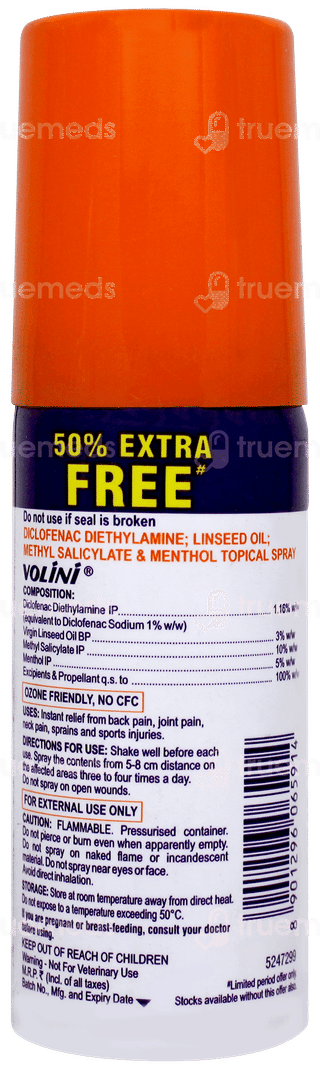 truemeds
truemeds
truemeds
truemeds
50% EXTRA
FREE#
truemeds
Do not use if seal is broken
DICLOFENAC DIETHYLAMINE; LINSEED OIL;
METHYL SALICYLATE & MENTHOL TOPICAL SPRAY
VOLINI ®
COMPOSITION:
Diclofenac Diethylamine IP 1.16% w/w
(equivalent to Diclofenac Sodium 1% w/w)
Virgin Linseed Oil BP 3% w/w
Methyl Salicylate IP 10% w/w
Menthol IP 5% w/w
Excipients & Propellant q.s. to 100% w/w
OZONE FRIENDLY, NO CFC
USES: Instant relief from back pain, joint pain,
neck pain, sprains and sports injuries.
DIRECTIONS FOR USE: Shake well before each
use. Spray the contents from 5-8 cm distance on
the affected areas three to four times a day.
Do not spray on open wounds.
FOR EXTERNAL USE ONLY
CAUTION: FLAMMABLE. Pressurised container.
Do not pierce or burn even when apparently empty.
Do not spray on naked flame or incandescent
material. Do not spray near eyes or face.
Avoid direct inhalation.
STORAGE: Store at room temperature away from direct heat.
Do not expose to a temperature exceeding 50°C.
you are pregnant or breast-feeding, consult your doctor
before using.
KEEP OUT OF REACH OF CHILDREN
Warning - Not For Veterinary Use
M.R.P. ₹ (Incl. of all taxes)
Batch No., Mfg. and Expiry Date
8 901296 065914
5247299
#Limited period offer only.
Stocks available without this offer also.